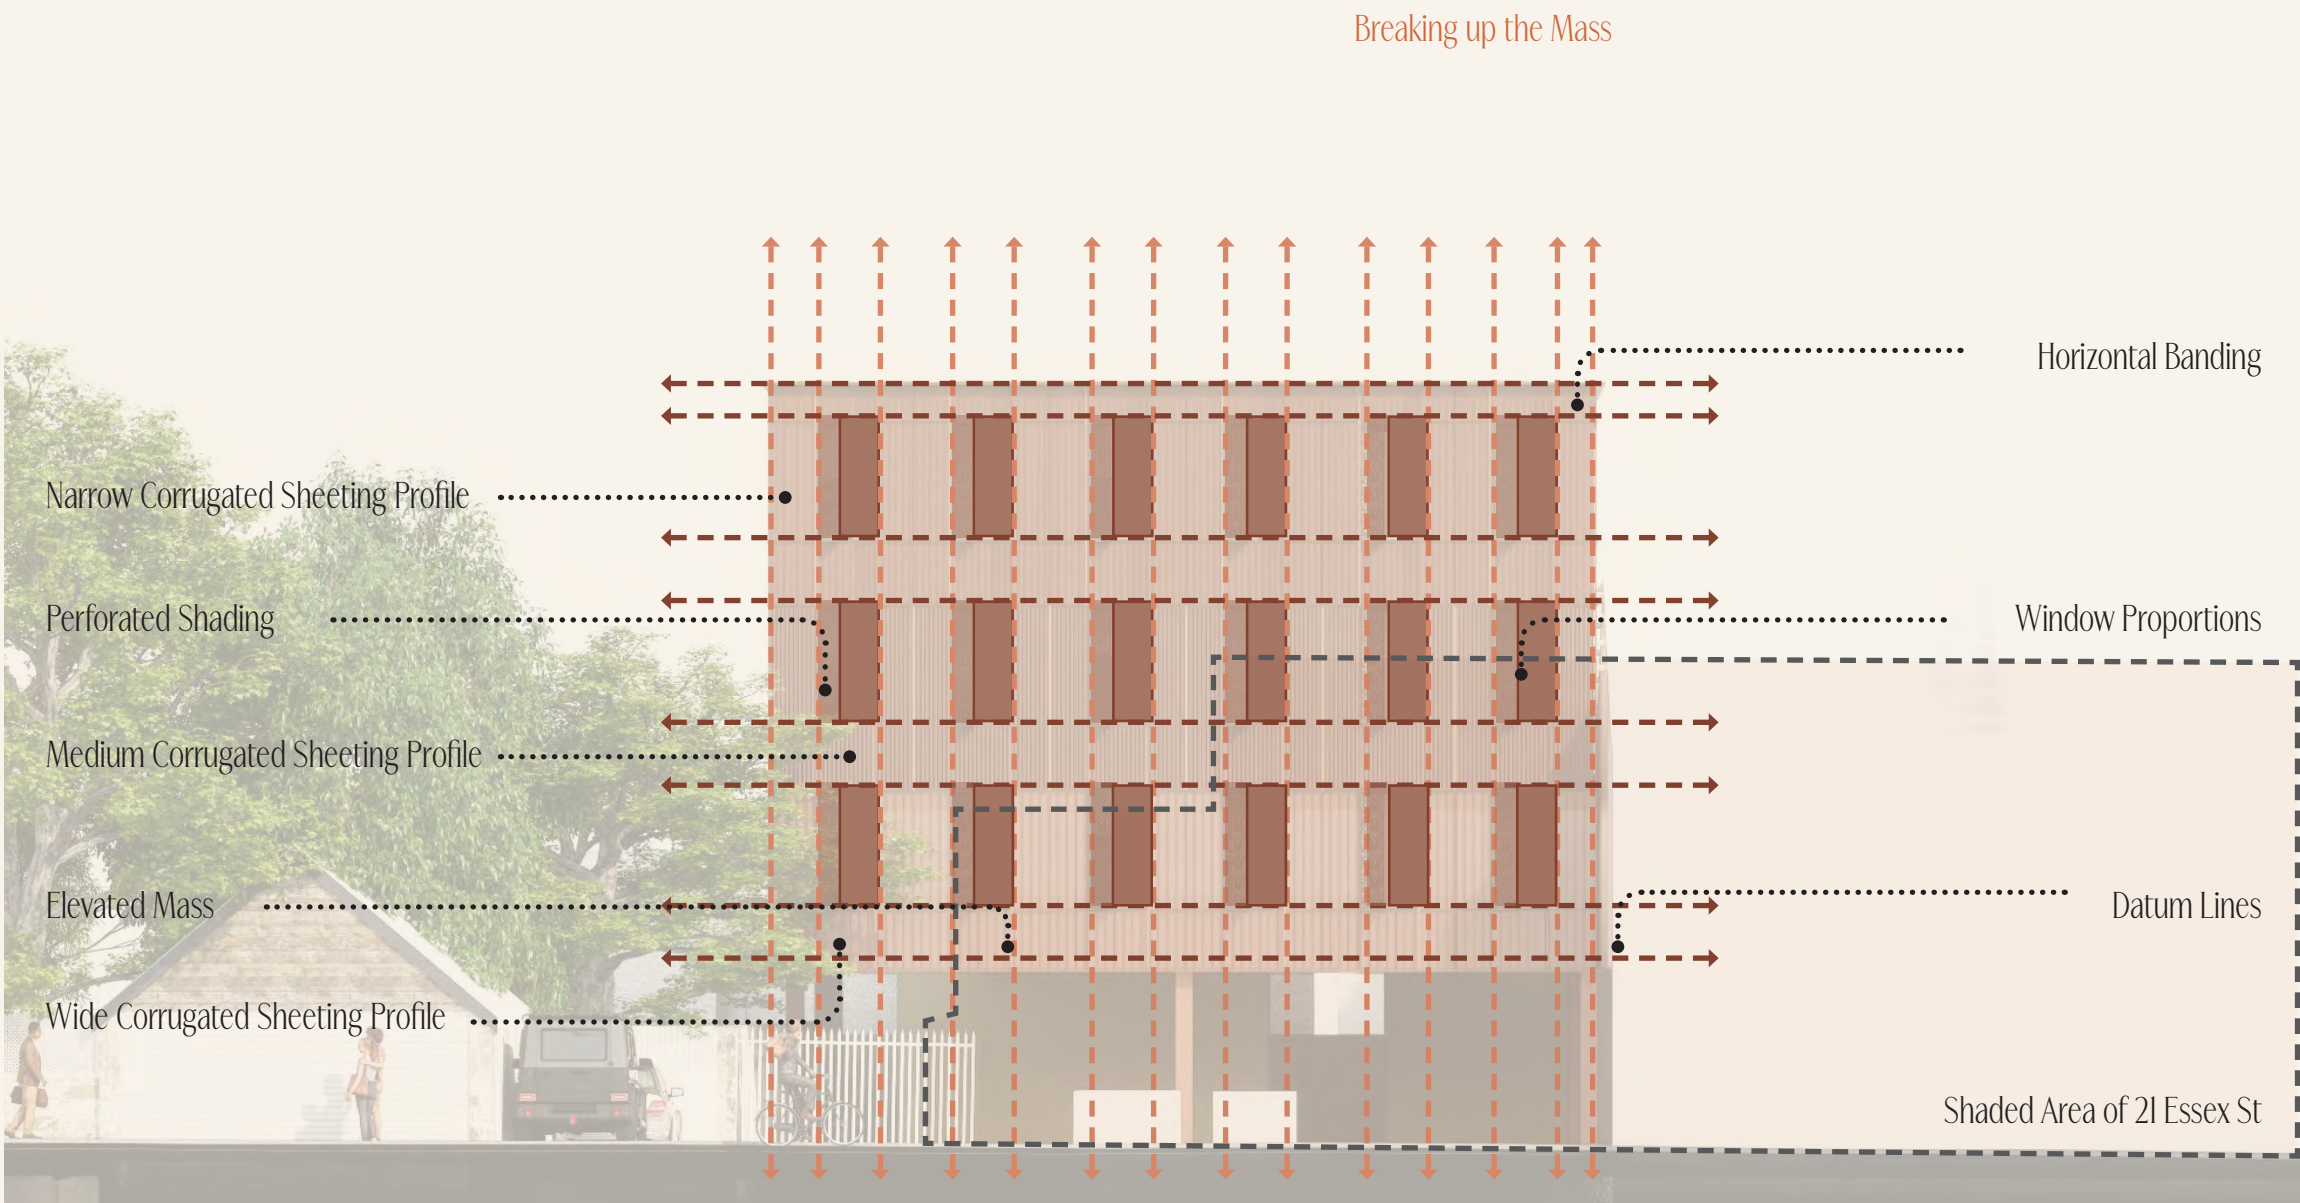 Breaking up the Mass
Horizontal Banding
Narrow Corrugated Sheeting Profile
Perforated Shading
Window Proportions
Medium Corrugated Sheeting Profile
Elevated Mass
Datum Lines
Wide Corrugated Sheeting Profile
Shaded Area of 21 Essex St